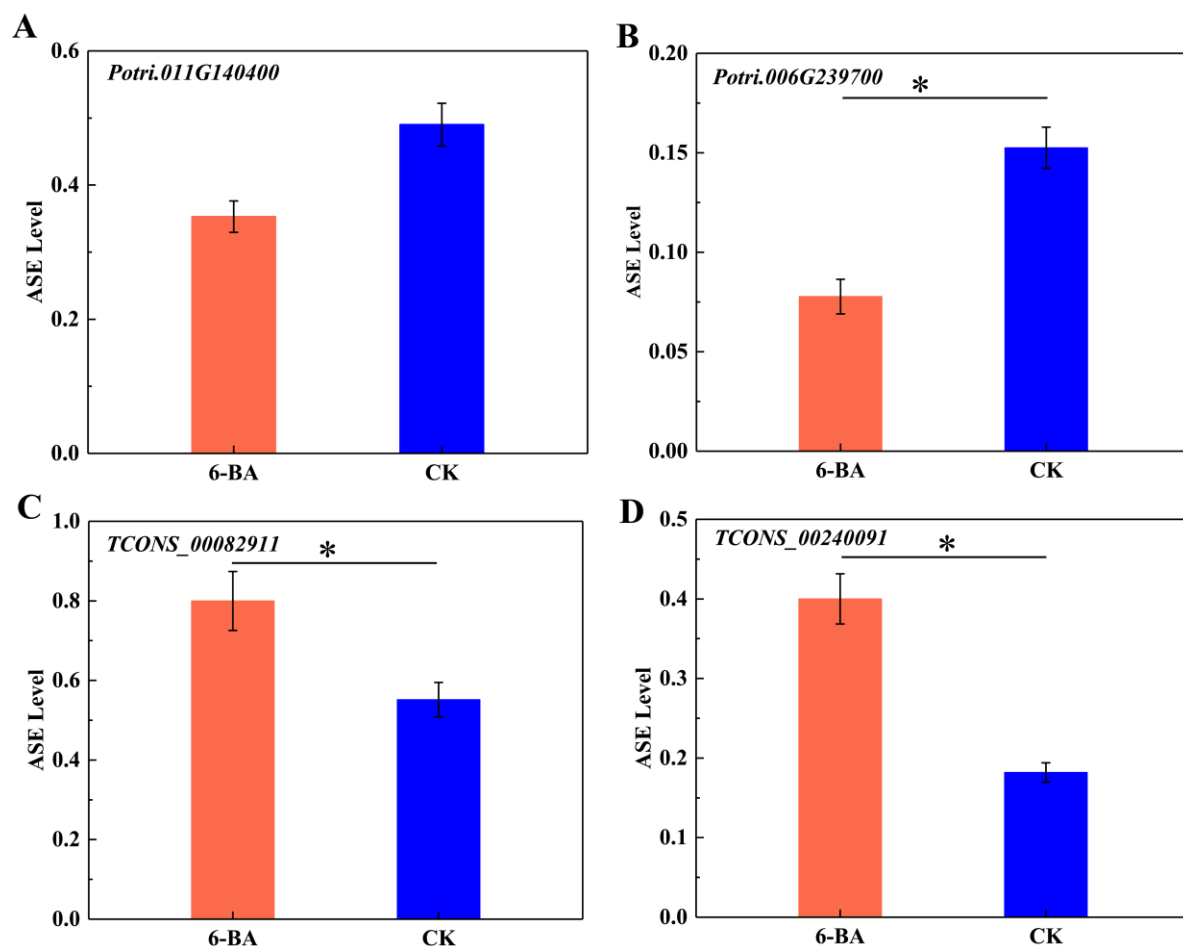 A
Potri.011G140400
0.6
0.4
0.2
0.0
ASE Level
6-BA
CK
B
Potri.006G239700
*
0.20
0.15
0.10
0.05
0.00
ASE Level
6-BA
CK
C
TCONS_00082911
*
1.0
0.8
0.6
0.4
0.2
0.0
ASE Level
6-BA
CK
D
TCONS_00240091
*
0.5
0.4
0.3
0.2
0.1
0.0
ASE Level
6-BA
CK